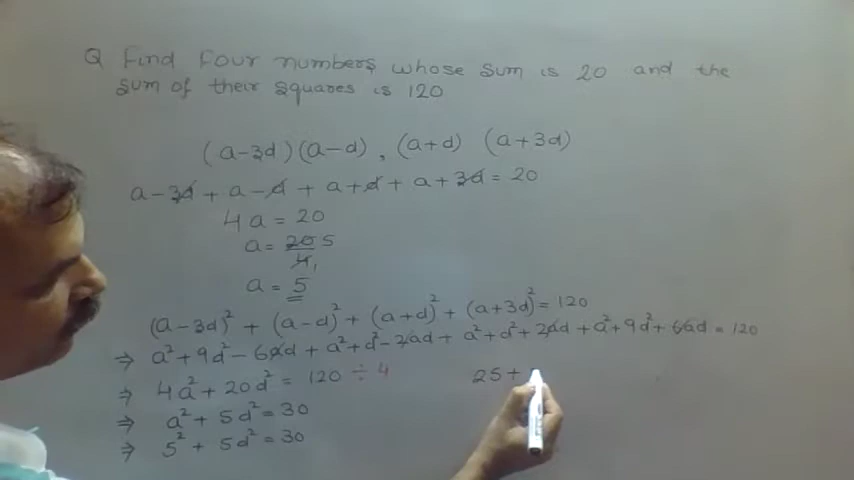 Q Find Four numbers whose sum is 20 and the
sum of their squares is 120
(a-3d)(a-d), (a+d) (a+3d)
a-3d + a-d + a+d + a+3d = 20
4a = 20
a = 20/4 5 1
a = 5
(a-3d)² + (a-d)² + (a+d)² + (a+3d)² = 120
⇒ a²+9d²-6ad + a²+d²-2ad + a²+d²+2ad + a²+9d²+6ad = 120
⇒ 4a²+20d² = 120 ÷ 4
⇒ a² + 5d² = 30
⇒ 5² + 5d² = 30
25+